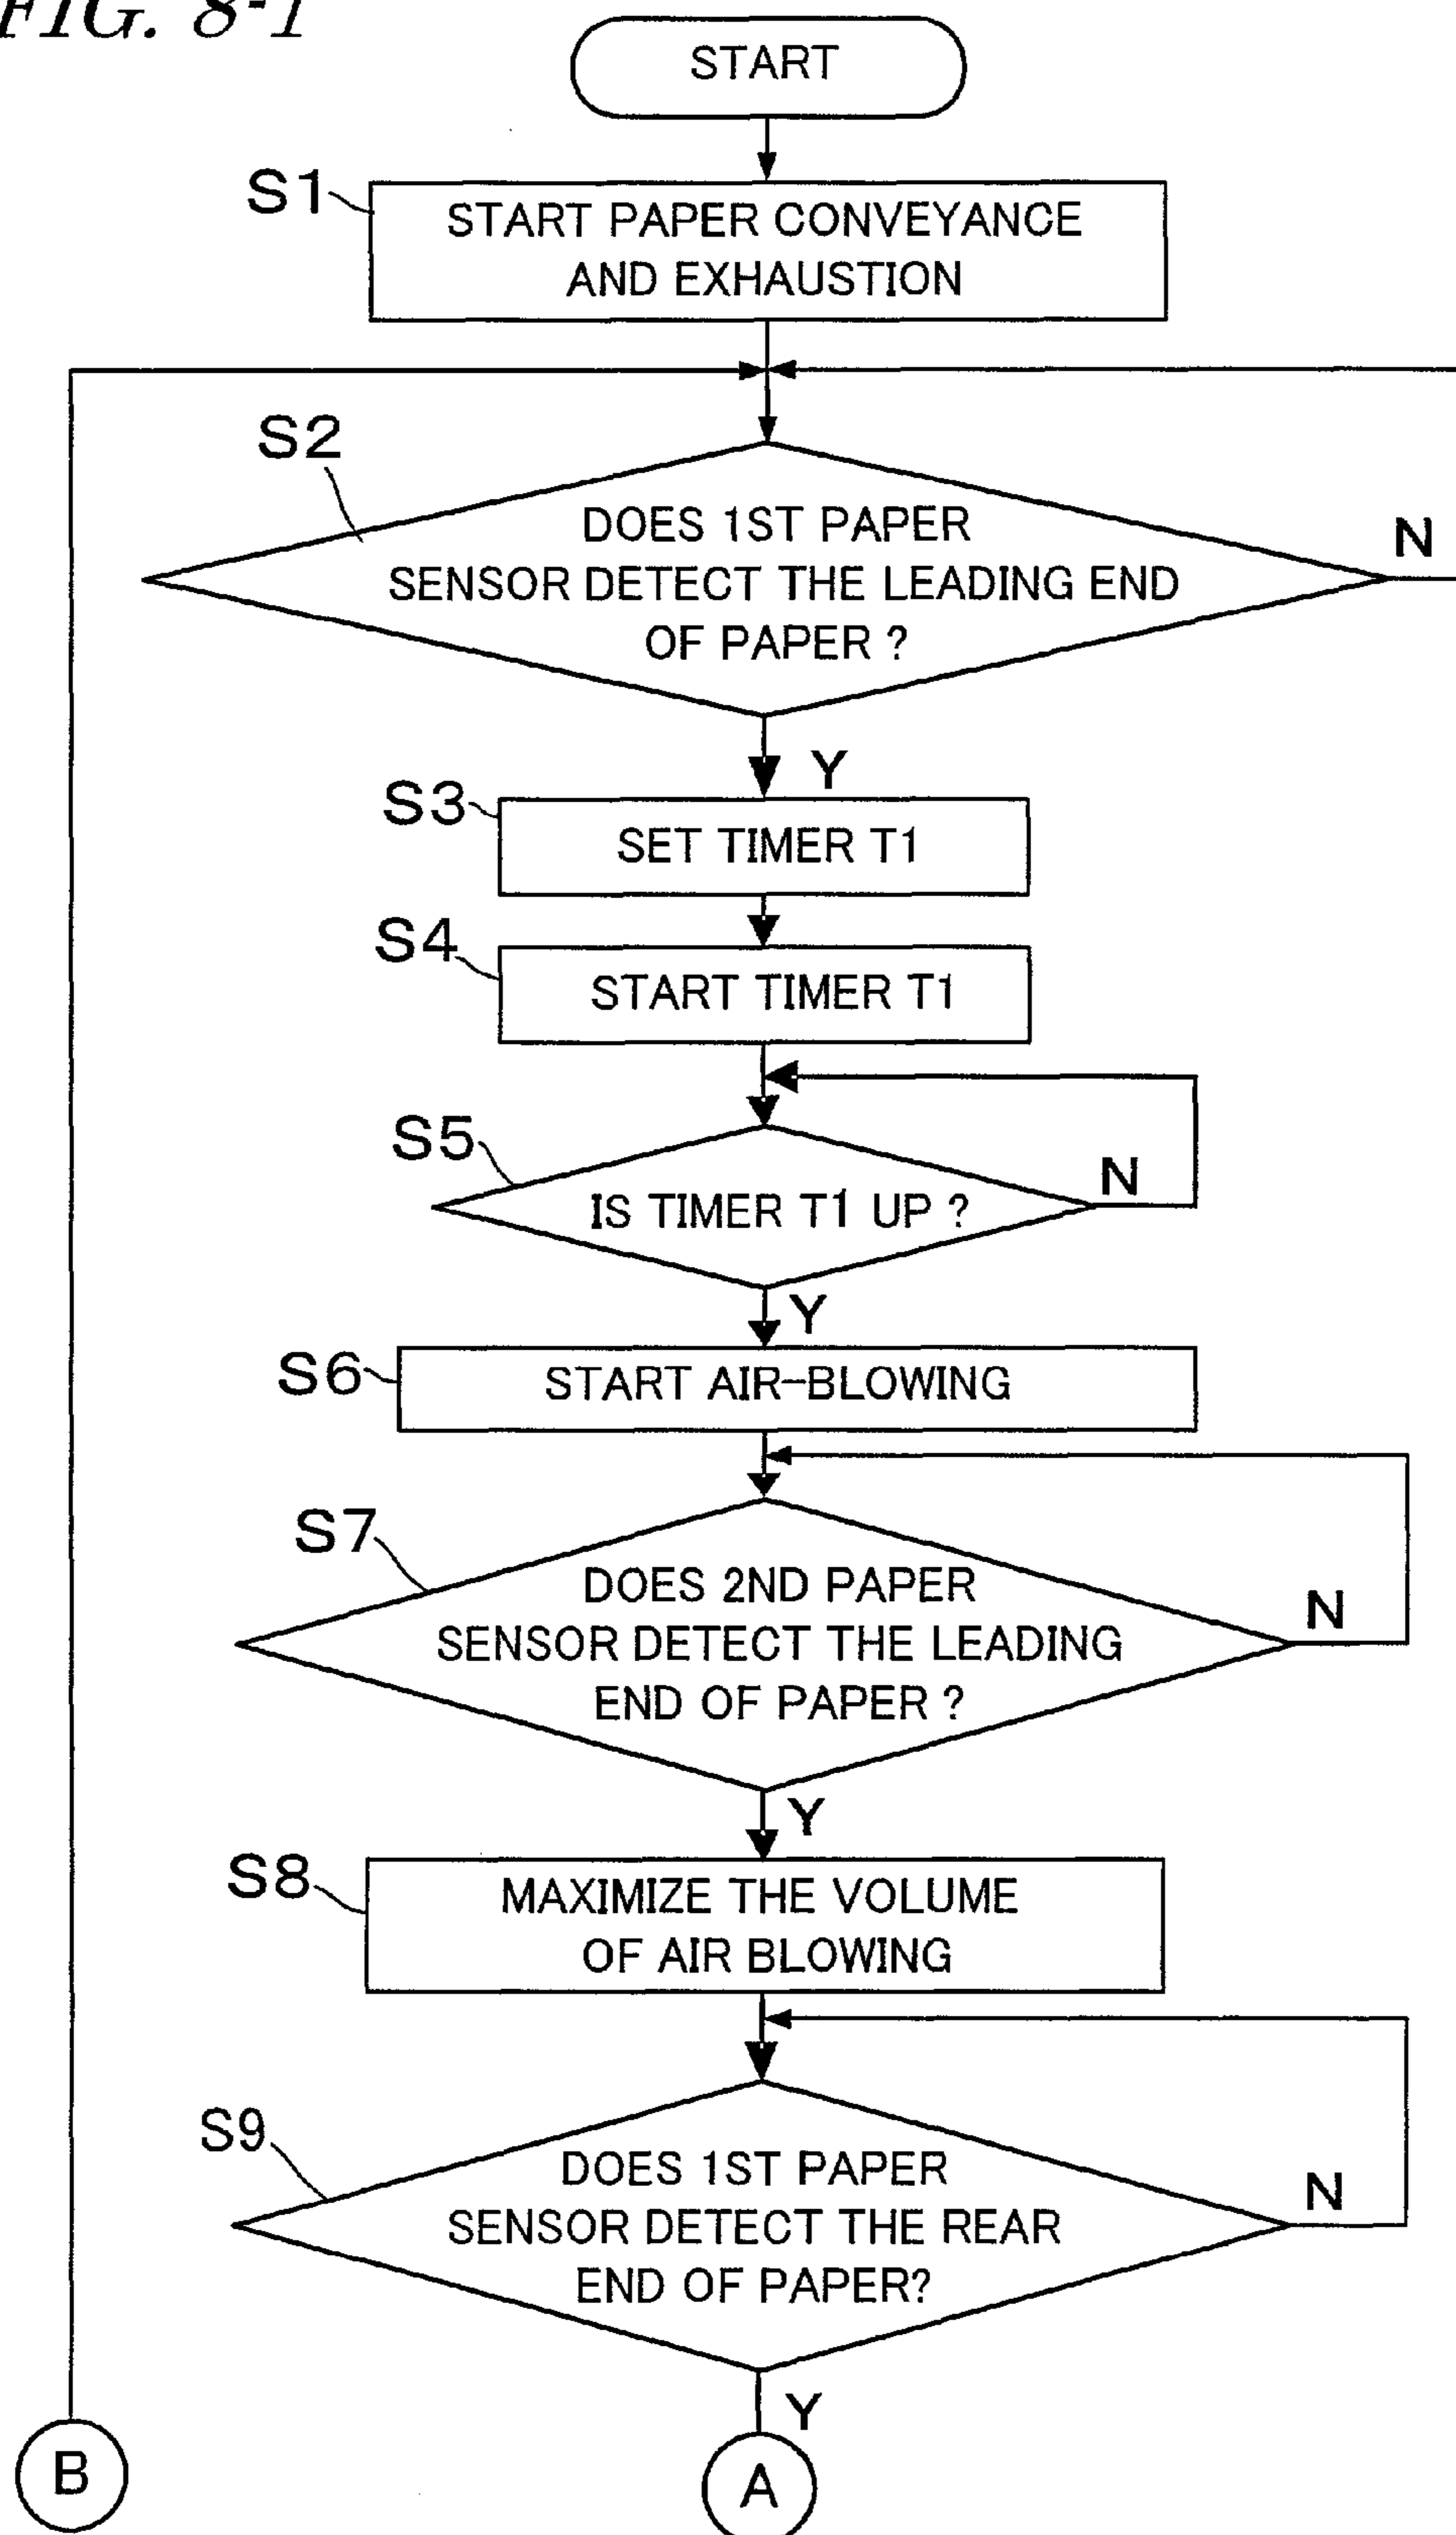 FIG. 8-1
START
S1
START PAPER CONVEYANCE
AND EXHAUSTION
S2
DOES 1ST PAPER
SENSOR DETECT THE LEADING END
OF PAPER ?
N
Y
S3
SET TIMER T1
S4
START TIMER T1
S5
IS TIMER T1 UP ?
N
Y
S6
START AIR-BLOWING
S7
DOES 2ND PAPER
SENSOR DETECT THE LEADING
END OF PAPER ?
N
Y
S8
MAXIMIZE THE VOLUME
OF AIR BLOWING
S9
DOES 1ST PAPER
SENSOR DETECT THE REAR
END OF PAPER?
N
Y
B
A